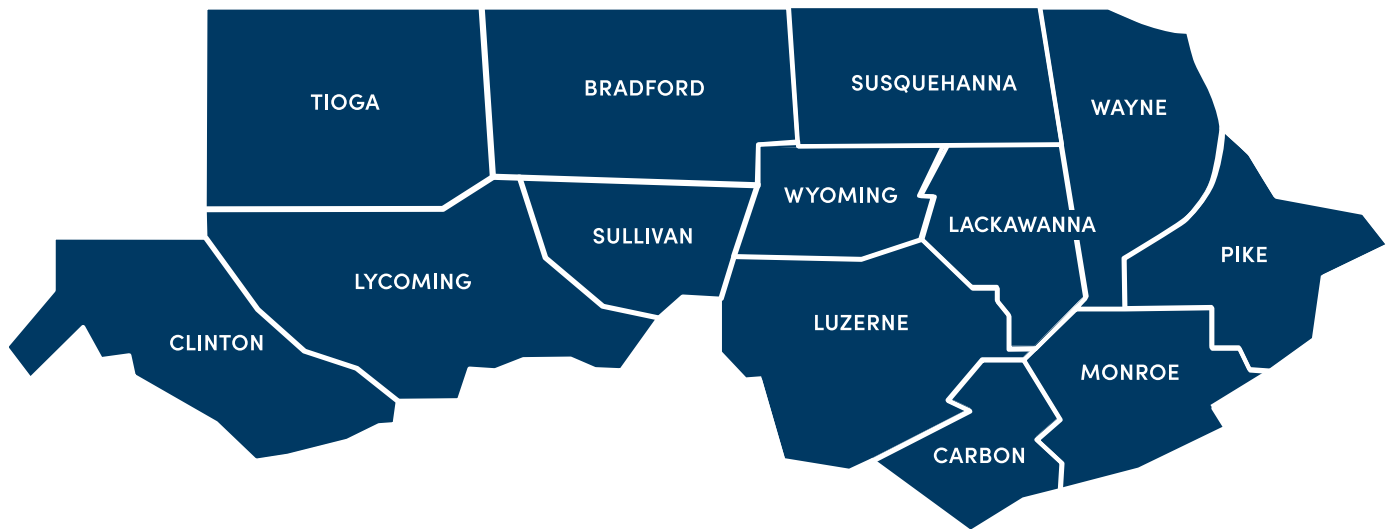 TIOGA
BRADFORD
SUSQUEHANNA
WAYNE
WYOMING
LACKAWANNA
SULLIVAN
PIKE
LYCOMING
LUZERNE
CLINTON
MONROE
CARBON